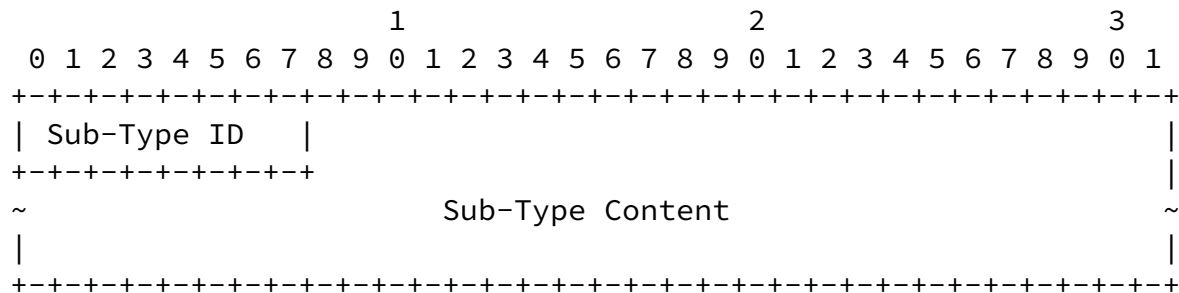 1                   2                   3
 0 1 2 3 4 5 6 7 8 9 0 1 2 3 4 5 6 7 8 9 0 1 2 3 4 5 6 7 8 9 0 1
+-+-+-+-+-+-+-+-+-+-+-+-+-+-+-+-+-+-+-+-+-+-+-+-+-+-+-+-+-+-+-+-+
| Sub-Type ID   |                                               |
+-+-+-+-+-+-+-+-+                                               |
~                       Sub-Type Content                        ~
|                                                               |
+-+-+-+-+-+-+-+-+-+-+-+-+-+-+-+-+-+-+-+-+-+-+-+-+-+-+-+-+-+-+-+-+